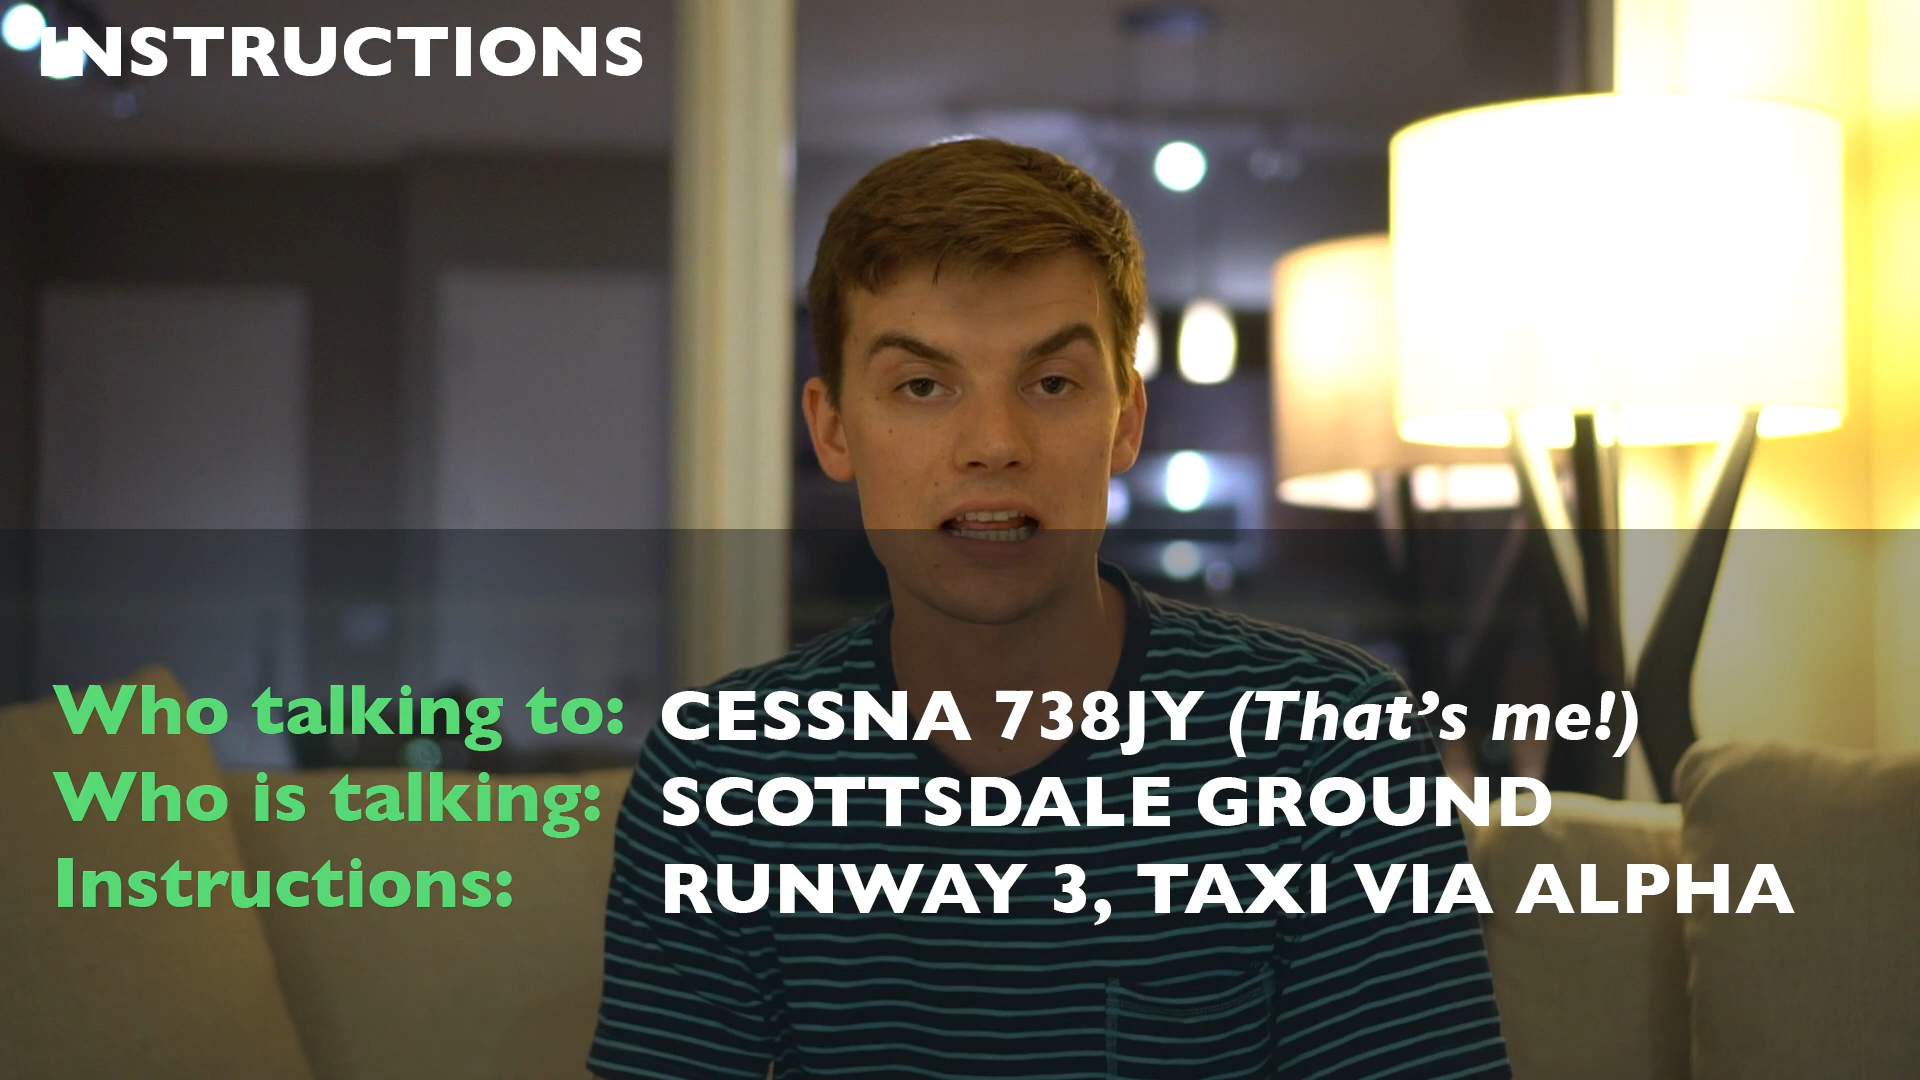 INSTRUCTIONS
Who talking to: CESSNA 738JY (That's me!)
Who is talking: SCOTTSDALE GROUND
Instructions: RUNWAY 3, TAXI VIA ALPHA